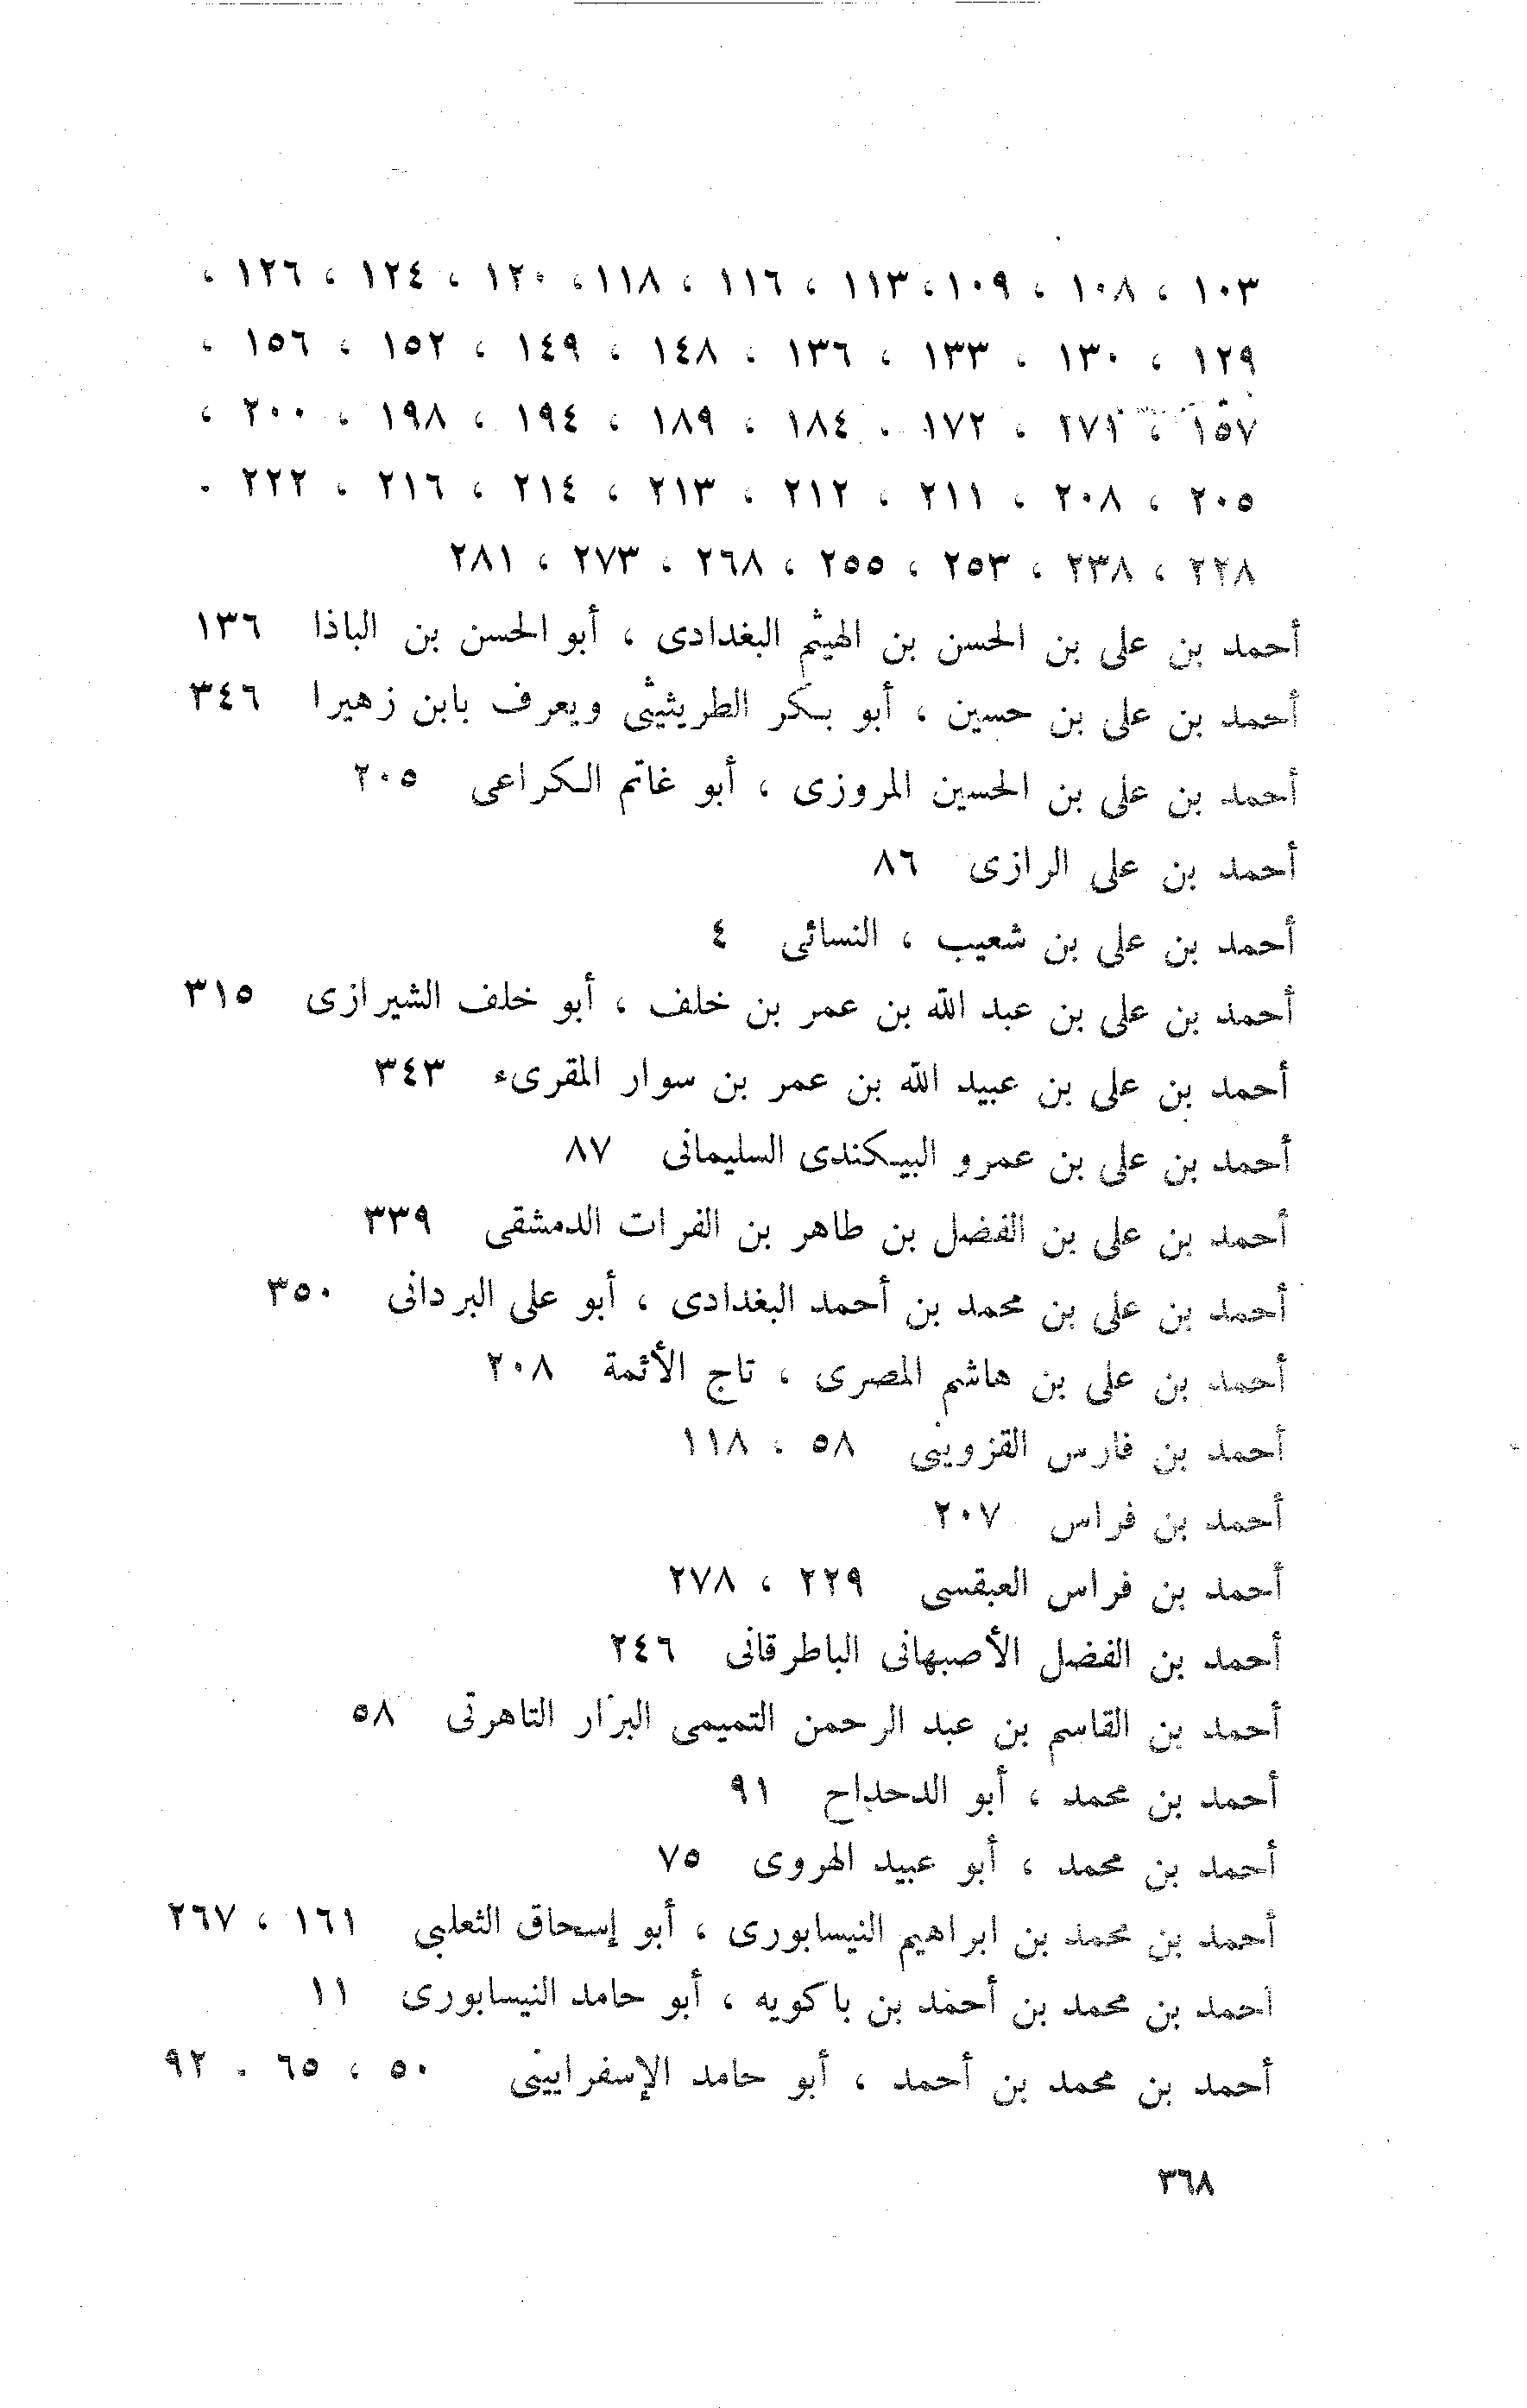 ١٠٣ ، ١٠٨ ، ١٠٩ ، ١١٣ ، ١١٦ ، ١١٨ ، ١٢٠ ، ١٢٤ ، ١٢٦ ،
١٢٩ ، ١٣٠ ، ١٣٣ ، ١٣٦ ، ١٤٨ ، ١٤٩ ، ١٥٢ ، ١٥٦ ،
١٥٧ ، ١٧١ ، ١٧٢ ، ١٨٤ ، ١٨٩ ، ١٩٤ ، ١٩٨ ، ٢٠٠ ،
٢٠٥ ، ٢٠٨ ، ٢١١ ، ٢١٢ ، ٢١٣ ، ٢١٤ ، ٢١٦ ، ٢٢٢ .
٢٢٨ ، ٢٣٨ ، ٢٥٣ ، ٢٥٥ ، ٢٦٨ ، ٢٧٣ ، ٢٨١
أحمد بن على بن الحسن بن الهيثم البغدادى ، أبو الحسن بن الباذا ١٣٦
أحمد بن على بن حسين ، أبو بكر الطريثيثى ويعرف بابن زهيرا ٣٤٦
أحمد بن على بن الحسين المروزى ، أبو غانم الكراعى ٢٠٥
أحمد بن على الرازى ٨٦
أحمد بن على بن شعيب ، النسائى ٤
أحمد بن على بن عبد الله بن عمر بن خلف ، أبو خلف الشيرازى ٣١٥
أحمد بن على بن عبيد الله بن عمر بن سوار المقرىء ٣٤٣
أحمد بن على بن عمرو البيكندى السليمانى ٨٧
أحمد بن على بن الفضل بن طاهر بن الفرات الدمشقى ٣٣٩
أحمد بن على بن محمد بن أحمد البغدادى ، أبو على البردانى ٣٥٠
أحمد بن على بن هاشم المصرى ، تاج الأئمة ٢٠٨
أحمد بن فارس القزوينى ٥٨ ، ١١٨
أحمد بن فراس ٢٠٧
أحمد بن فراس العبقسى ٢٢٩ ، ٢٧٨
أحمد بن الفضل الأصبهانى الباطرقانى ٢٤٦
أحمد بن القاسم بن عبد الرحمن التميمى البزار التاهرتى ٥٨
أحمد بن محمد ، أبو الدحداح ٩١
أحمد بن محمد ، أبو عبيد الهروى ٧٥
أحمد بن محمد بن ابراهيم النيسابورى ، أبو إسحاق الثعلبى ١٦١ ، ٢٦٧
احمد بن محمد بن أحمد بن باكويه ، أبو حامد النيسابورى ١١
أحمد بن محمد بن أحمد ، أبو حامد الإسفرايينى ٥٠ ، ٦٥ . ٩٢
٣٦٨